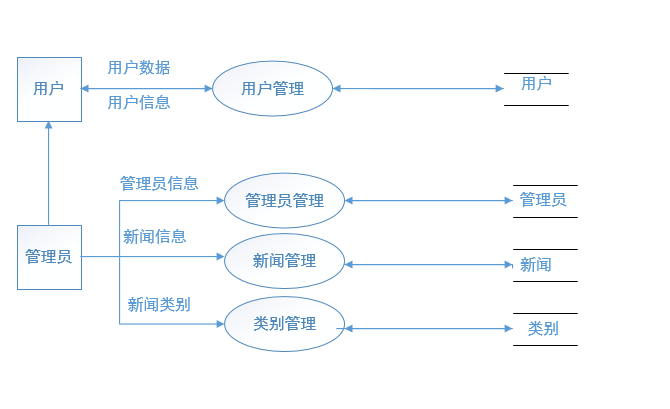 用户数据
用户
用户信息
用户管理
用户
管理员信息
管理员管理
管理员
新闻信息
管理员
新闻管理
新闻
新闻类别
类别管理
类别